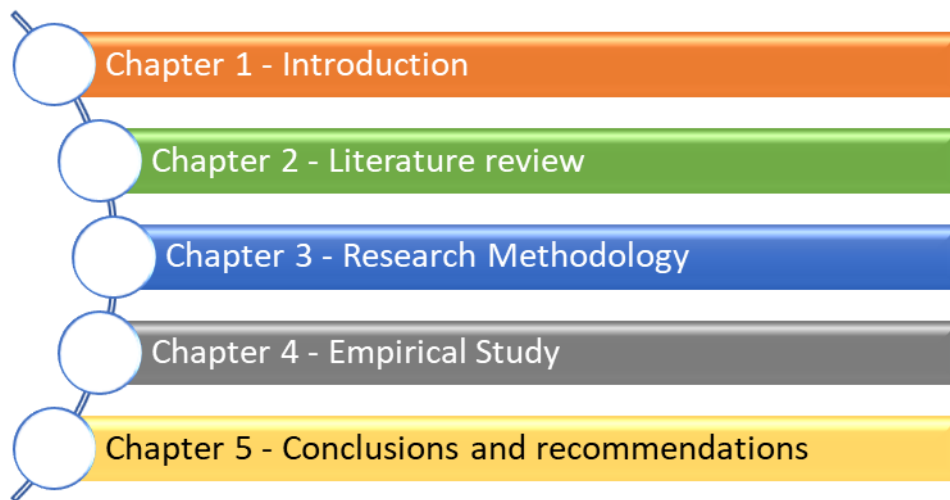 Chapter 1 - Introduction
Chapter 2 - Literature review
Chapter 3 - Research Methodology
Chapter 4 - Empirical Study
Chapter 5 - Conclusions and recommendations